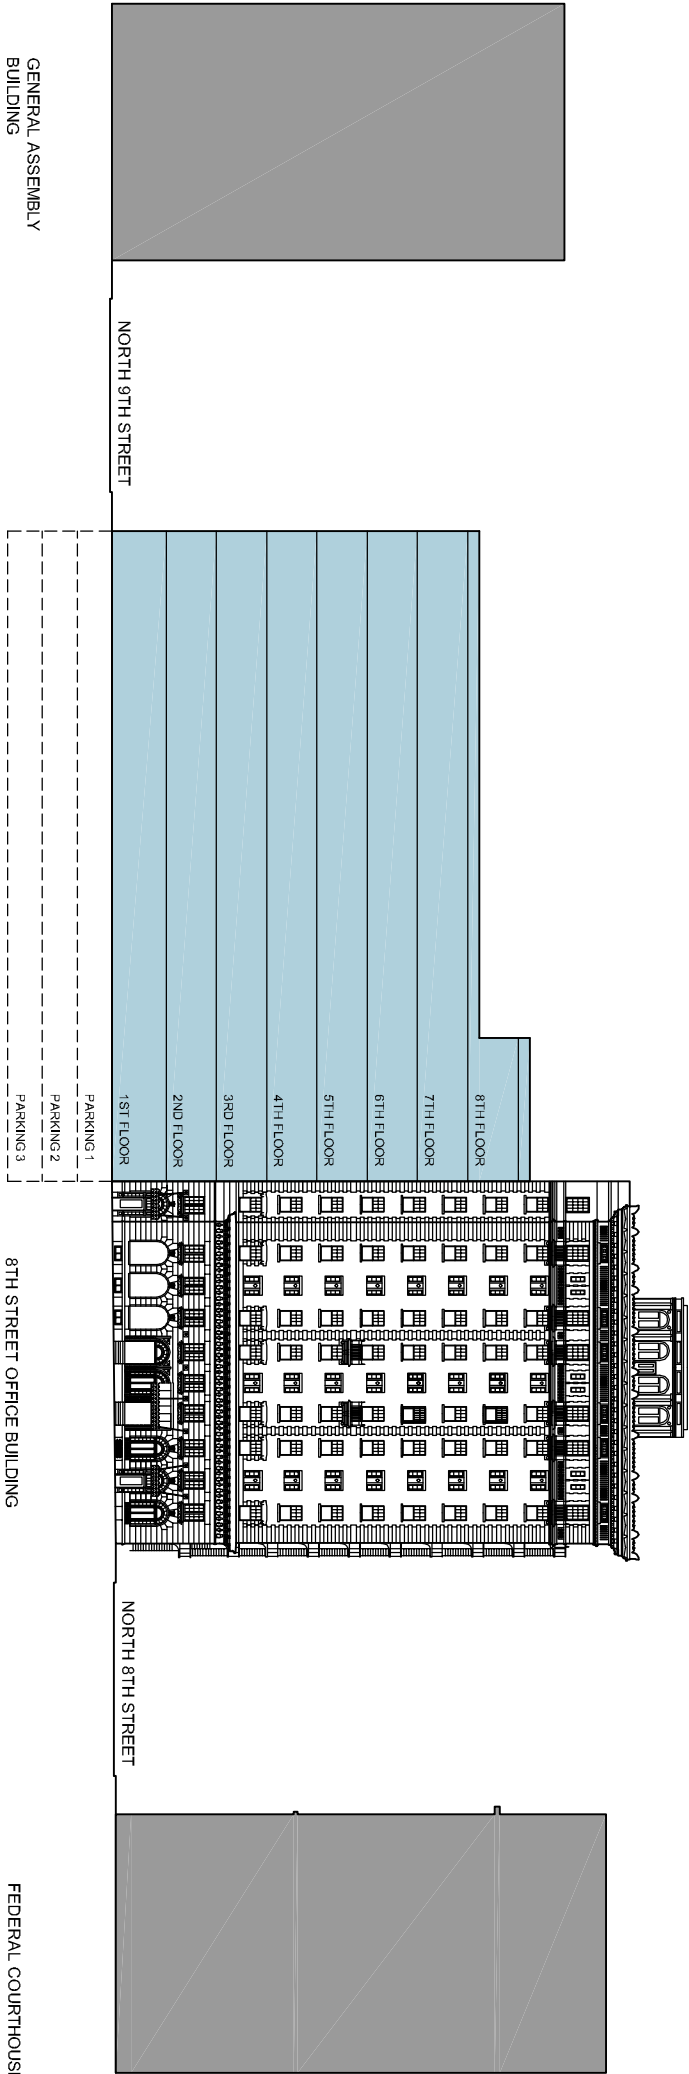 GENERAL ASSEMBLY
BUILDING
NORTH 9TH STREET
8TH FLOOR
7TH FLOOR
6TH FLOOR
5TH FLOOR
4TH FLOOR
3RD FLOOR
2ND FLOOR
1ST FLOOR
PARKING 1
PARKING 2
PARKING 3
8TH STREET OFFICE BUILDING
NORTH 8TH STREET
FEDERAL COURTHOUS